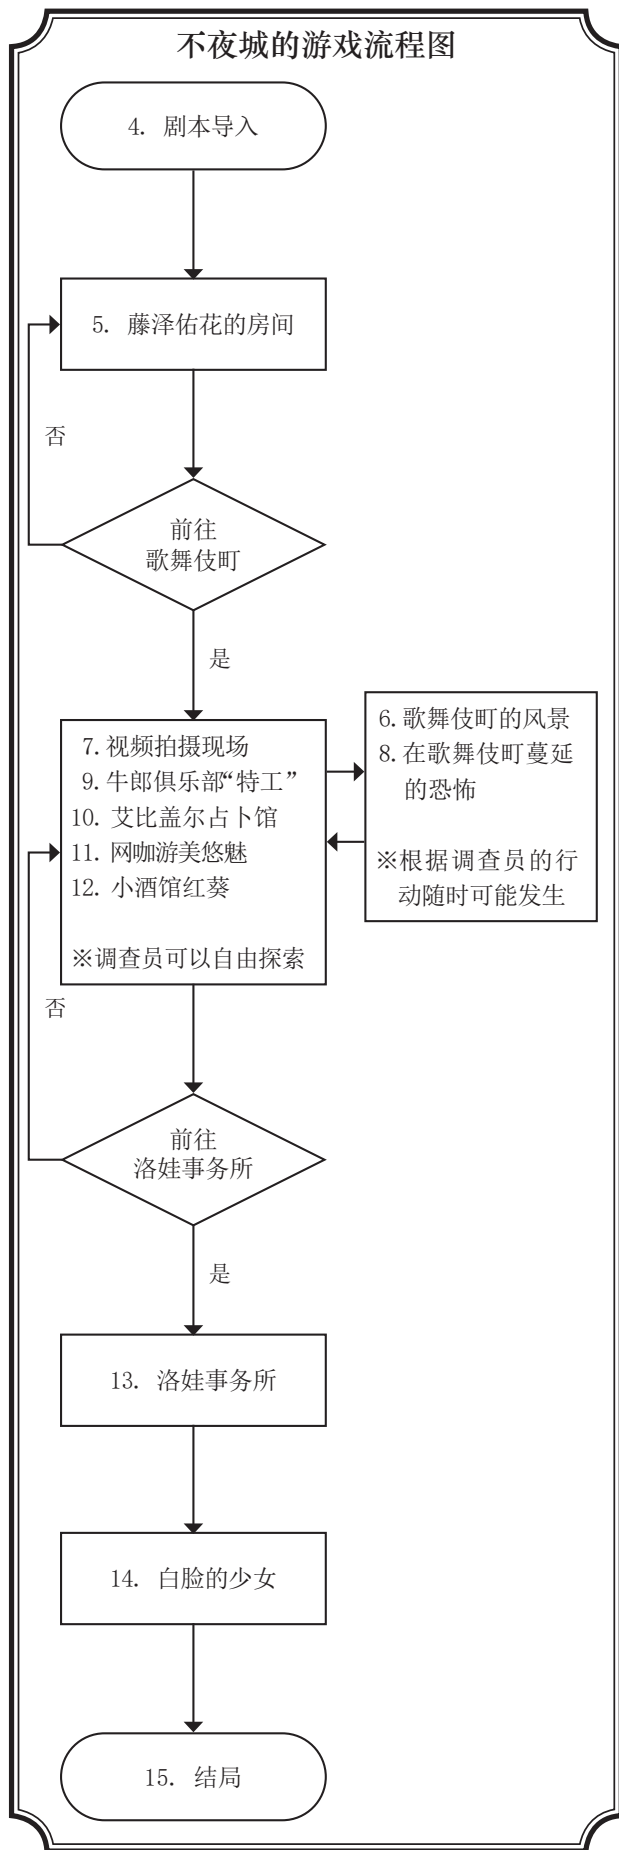 不夜城的游戏流程图
4. 剧本导入
5. 藤泽佑花的房间
否
前往
歌舞伎町
是
7. 视频拍摄现场
9. 牛郎俱乐部“特工”
10. 艾比盖尔占卜馆
11. 网咖游美悠魅
12. 小酒馆红葵
※调查员可以自由探索
6. 歌舞伎町的风景
8. 在歌舞伎町蔓延
的恐怖
※根据调查员的行
动随时可能发生
否
前往
洛娃事务所
是
13. 洛娃事务所
14. 白脸的少女
15. 结局